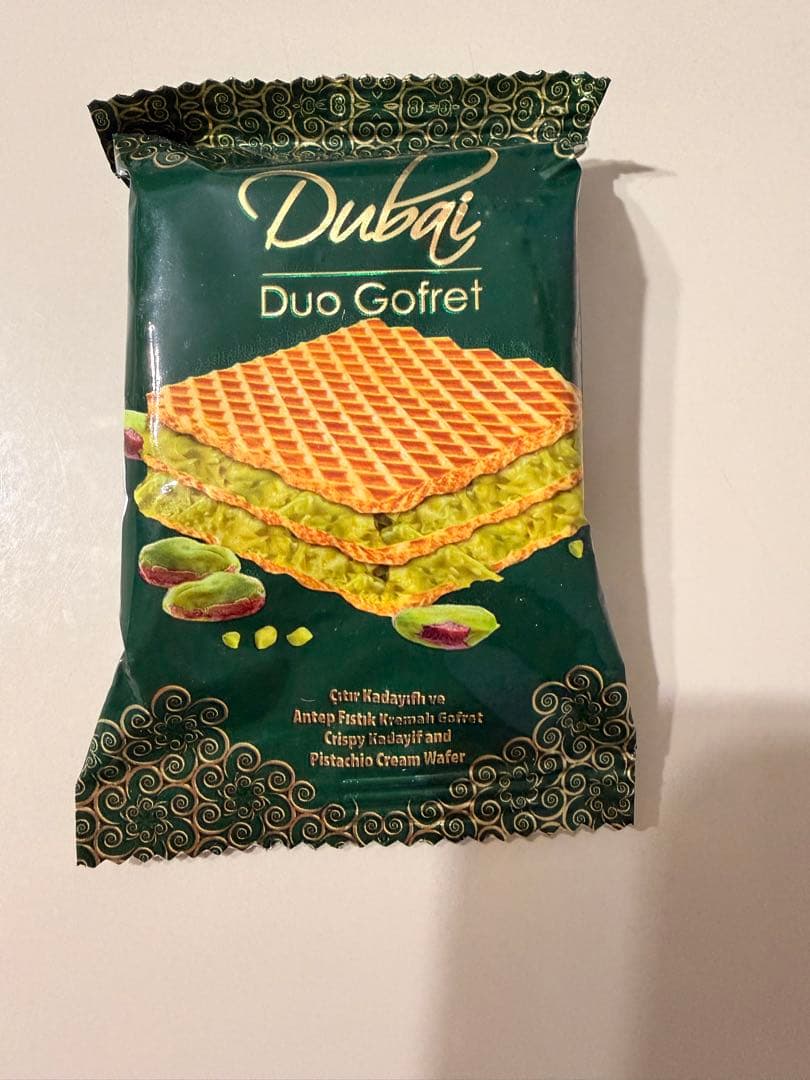 Dubai
Duo Gofret
Çıtır Kadayıflı ve
Antep Fıstık Kremalı Gofret
Crispy Kadayif and
Pistachio Cream Wafer